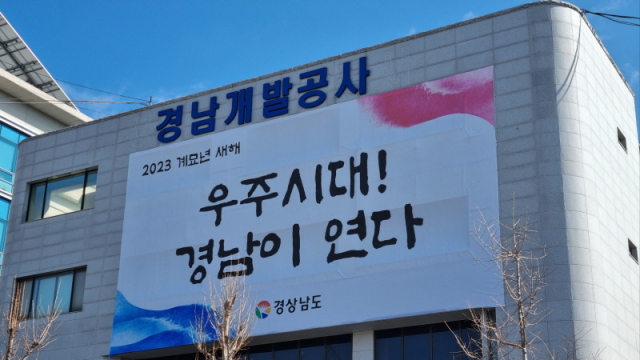 경남개발공사
2023 계묘년 새해
우주시대!
경남이 연다
경상남도